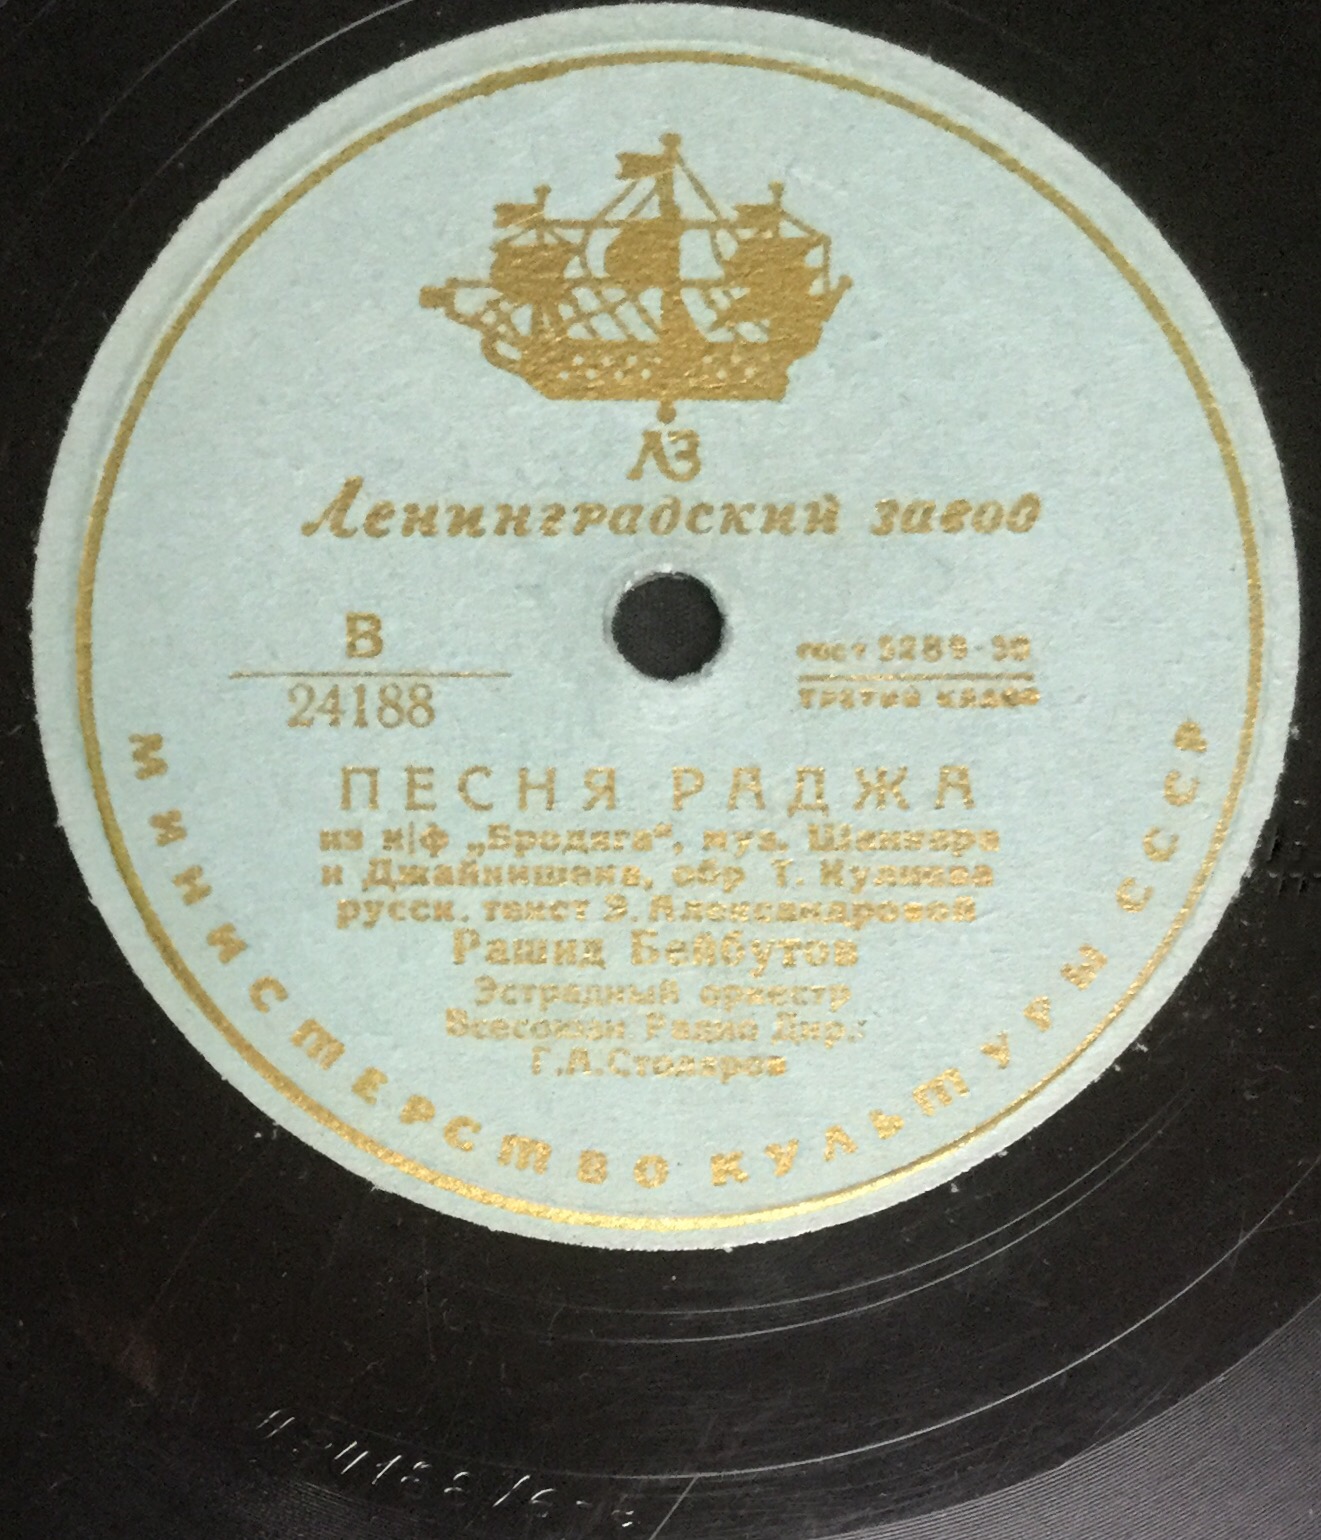 ЛЗ
Ленинградский завод
В
24188
ГОСТ 5289-50
ТРЕТИЙ КЛАСС
ПЕСНЯ РАДЖА
из к|ф „Бродяга“, муз. Шанкара
и Джайкишена, обр Т. Кулиева
русск. текст Э. Александровой
Рашид Бейбутов
Эстрадный оркестр
Всесоюзн Радио Дир.:
Г.А.Столяров
МИНИСТЕРСТВО КУЛЬТУРЫ СССР